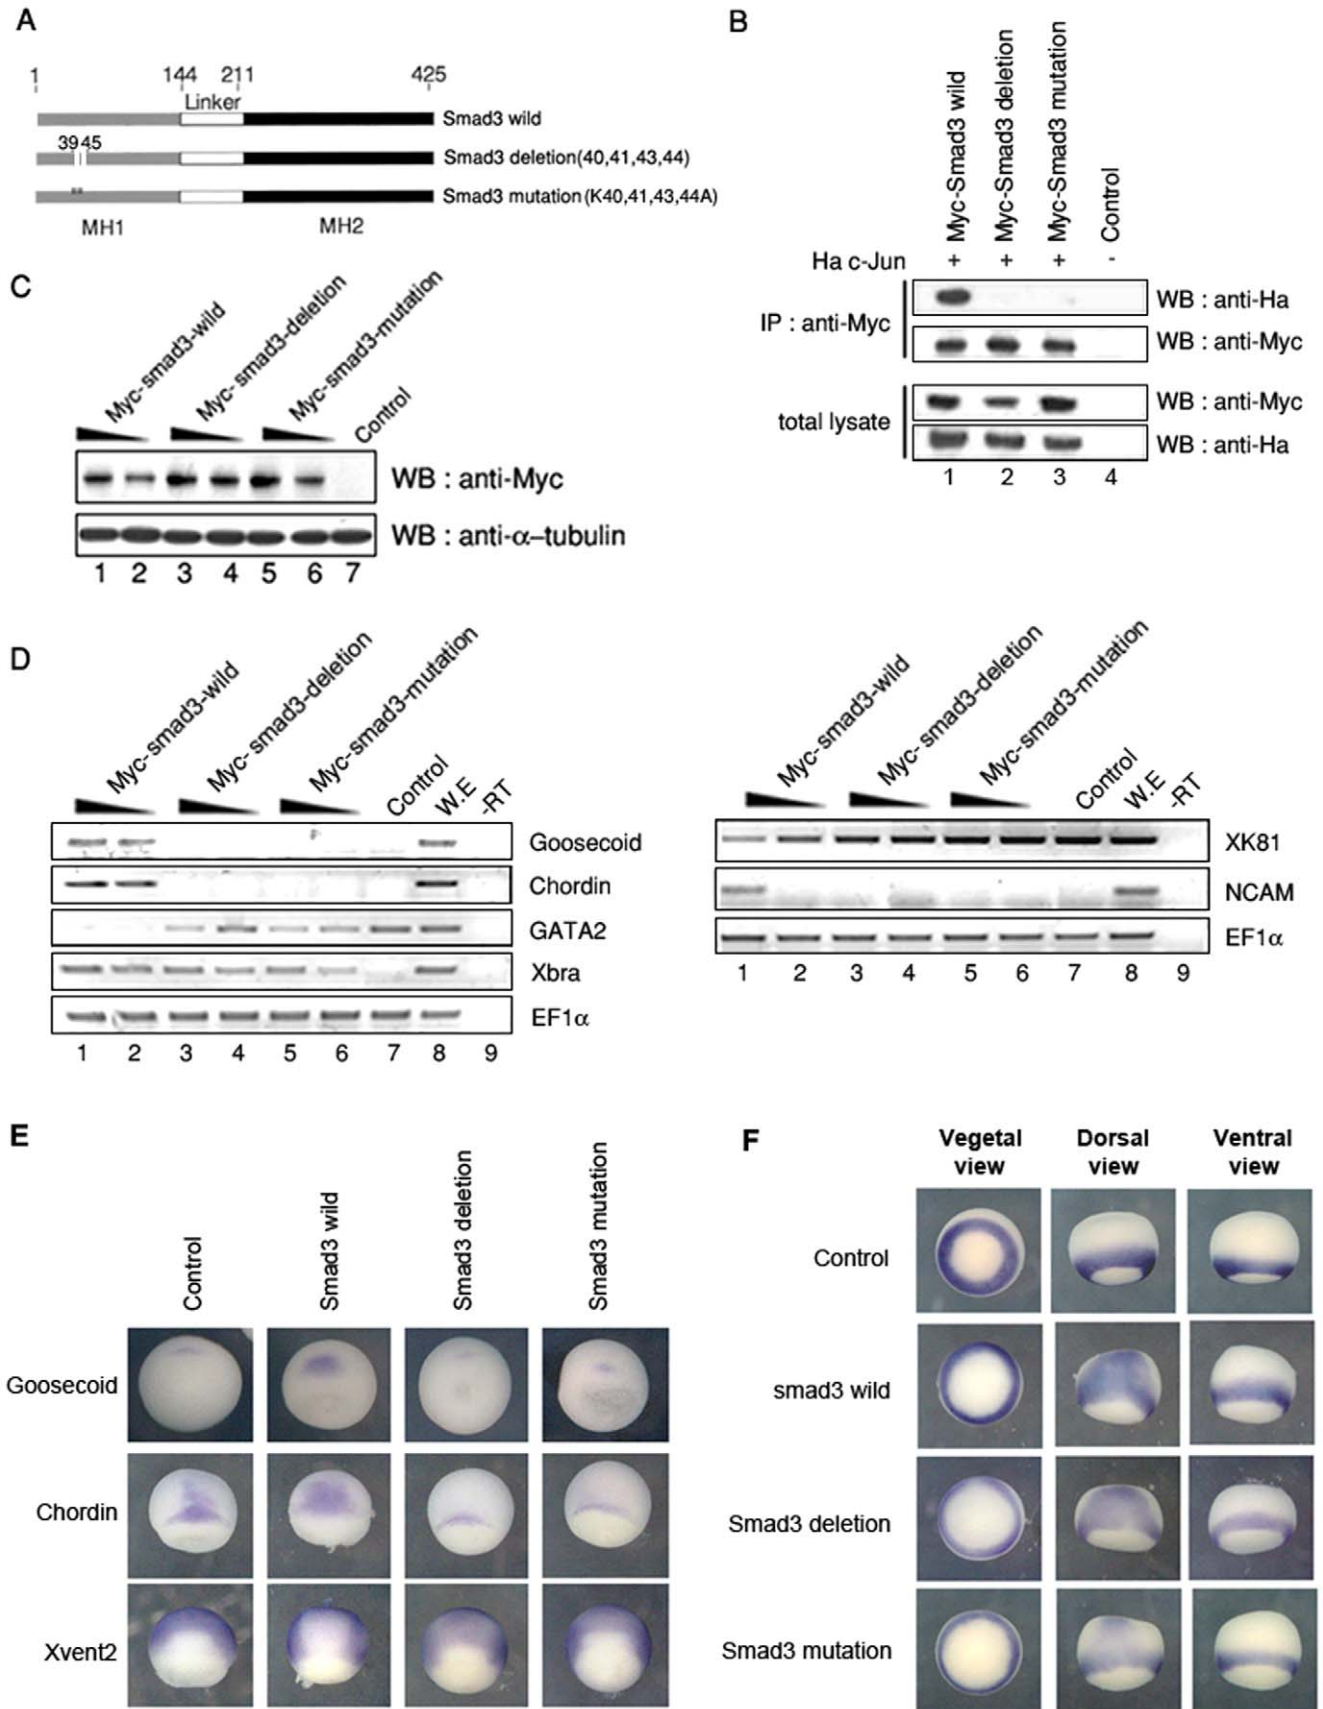 A
1 144 211 425
Linker
Smad3 wild
39 45
Smad3 deletion(40,41,43,44)
**
Smad3 mutation(K40,41,43,44A)
MH1 MH2
B
Myc-Smad3 wild
Myc-Smad3 deletion
Myc-Smad3 mutation
Control
Ha c-Jun + + + -
IP : anti-Myc
WB : anti-Ha
WB : anti-Myc
total lysate
WB : anti-Myc
WB : anti-Ha
1 2 3 4
C
Myc-smad3-wild
Myc-smad3-deletion
Myc-smad3-mutation
Control
WB : anti-Myc
WB : anti-α–tubulin
1 2 3 4 5 6 7
D
Myc-smad3-wild
Myc-smad3-deletion
Myc-smad3-mutation
Control
W.E
-RT
Goosecoid
Chordin
GATA2
Xbra
EF1α
1 2 3 4 5 6 7 8 9
Myc-smad3-wild
Myc-smad3-deletion
Myc-smad3-mutation
Control
W.E
-RT
XK81
NCAM
EF1α
1 2 3 4 5 6 7 8 9
E
Control
Smad3 wild
Smad3 deletion
Smad3 mutation
Goosecoid
Chordin
Xvent2
F
Vegetal view
Dorsal view
Ventral view
Control
smad3 wild
Smad3 deletion
Smad3 mutation